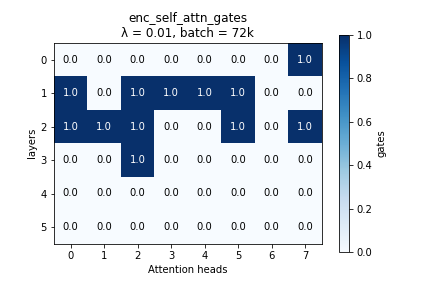 enc_self_attn_gates
λ = 0.01, batch = 72k
0 0.0 0.0 0.0 0.0 0.0 0.0 0.0 1.0
1 1.0 0.0 1.0 1.0 1.0 1.0 0.0 0.0
2 1.0 1.0 1.0 0.0 0.0 1.0 0.0 1.0
3 0.0 0.0 1.0 0.0 0.0 0.0 0.0 0.0
4 0.0 0.0 0.0 0.0 0.0 0.0 0.0 0.0
5 0.0 0.0 0.0 0.0 0.0 0.0 0.0 0.0
0 1 2 3 4 5 6 7
Attention heads
layers
1.0
0.8
0.6
0.4
0.2
0.0
gates